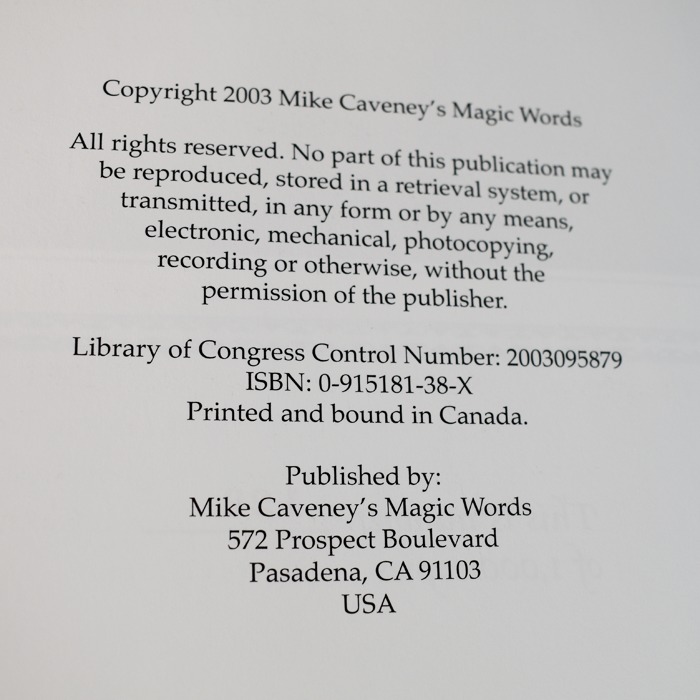 Copyright 2003 Mike Caveney's Magic Words
All rights reserved. No part of this publication may
be reproduced, stored in a retrieval system, or
transmitted, in any form or by any means,
electronic, mechanical, photocopying,
recording or otherwise, without the
permission of the publisher.
Library of Congress Control Number: 2003095879
ISBN: 0-915181-38-X
Printed and bound in Canada.
Published by:
Mike Caveney's Magic Words
572 Prospect Boulevard
Pasadena, CA 91103
USA